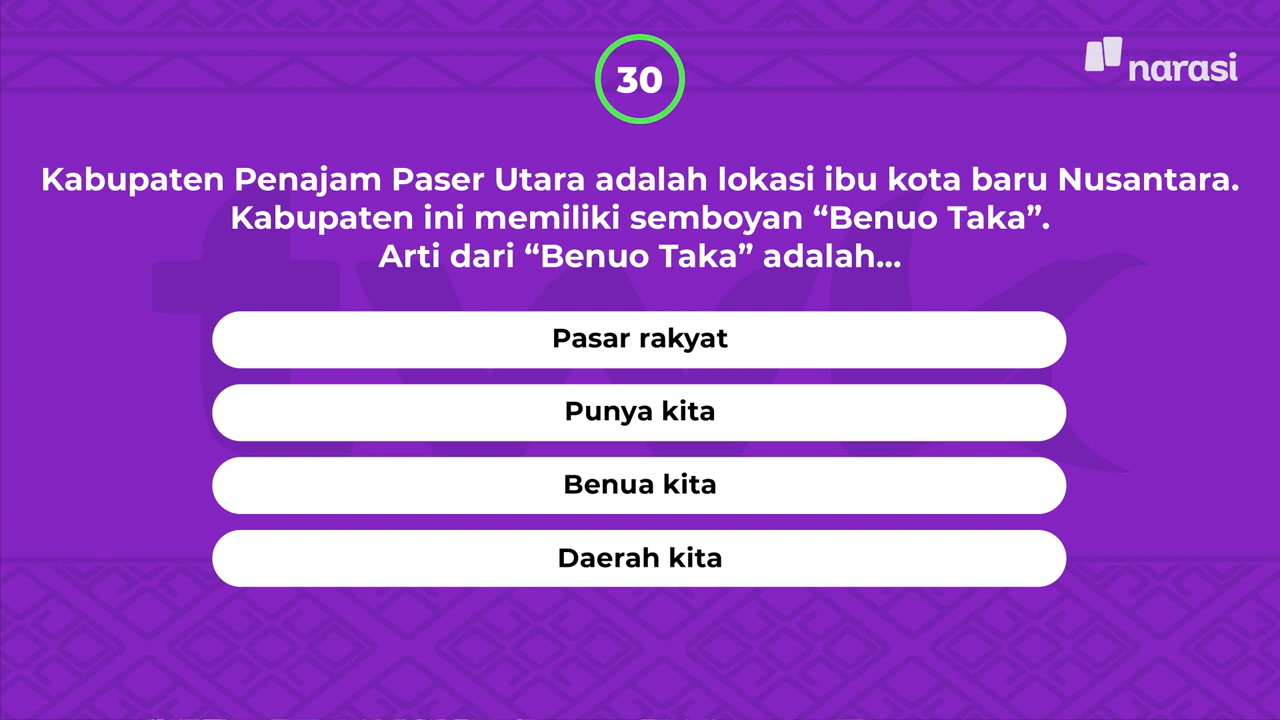 30
narasi
Kabupaten Penajam Paser Utara adalah lokasi ibu kota baru Nusantara.
Kabupaten ini memiliki semboyan “Benuo Taka”.
Arti dari “Benuo Taka” adalah...
Pasar rakyat
Punya kita
Benua kita
Daerah kita
twk